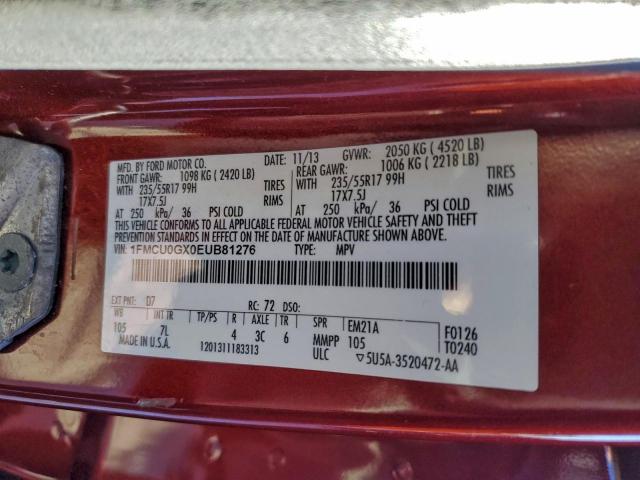 MFD. BY FORD MOTOR CO.
DATE: 11/13 GVWR: 2050 KG (4520 LB)
FRONT GAWR: 1098 KG (2420 LB)
REAR GAWR: 1006 KG (2218 LB)
WITH 235/55R17 99H TIRES
WITH 235/55R17 99H TIRES
17X7.5J RIMS
17X7.5J RIMS
AT 250 kPa/ 36 PSI COLD
AT 250 kPa/ 36 PSI COLD
THIS VEHICLE CONFORMS TO ALL APPLICABLE FEDERAL MOTOR VEHICLE SAFETY AND THEFT
PREVENTION STANDARDS IN EFFECT ON THE DATE OF MANUFACTURE SHOWN ABOVE.
VIN: 1FMCU0GX0EUB81276 TYPE: MPV
EXT PNT: D7 RC: 72 DSO:
WB INT TR TP/PS R AXLE TR SPR EM21A F0126
105 7L 4 3C 6 MMPP 105 T0240
MADE IN U.S.A. 1201311183313 ULC ▽5U5A-3520472-AA